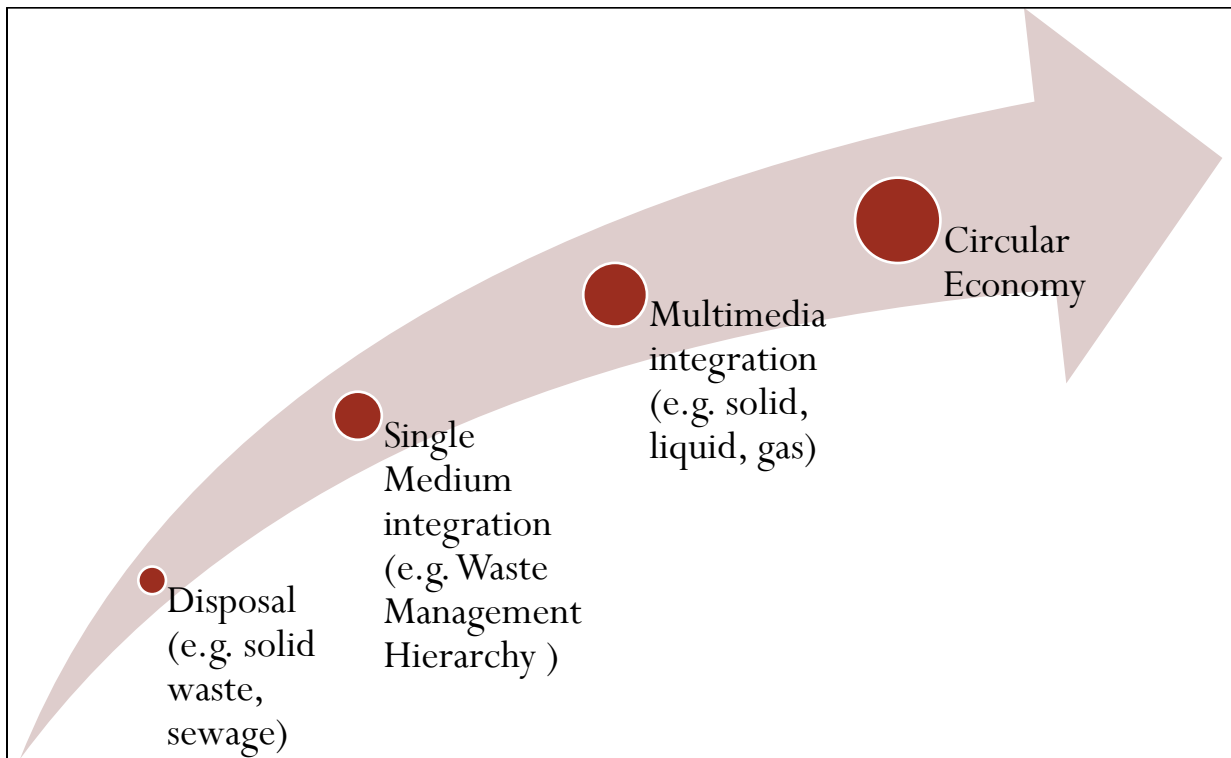 Disposal
(e.g. solid
waste,
sewage)
Single
Medium
integration
(e.g. Waste
Management
Hierarchy )
Multimedia
integration
(e.g. solid,
liquid, gas)
Circular
Economy